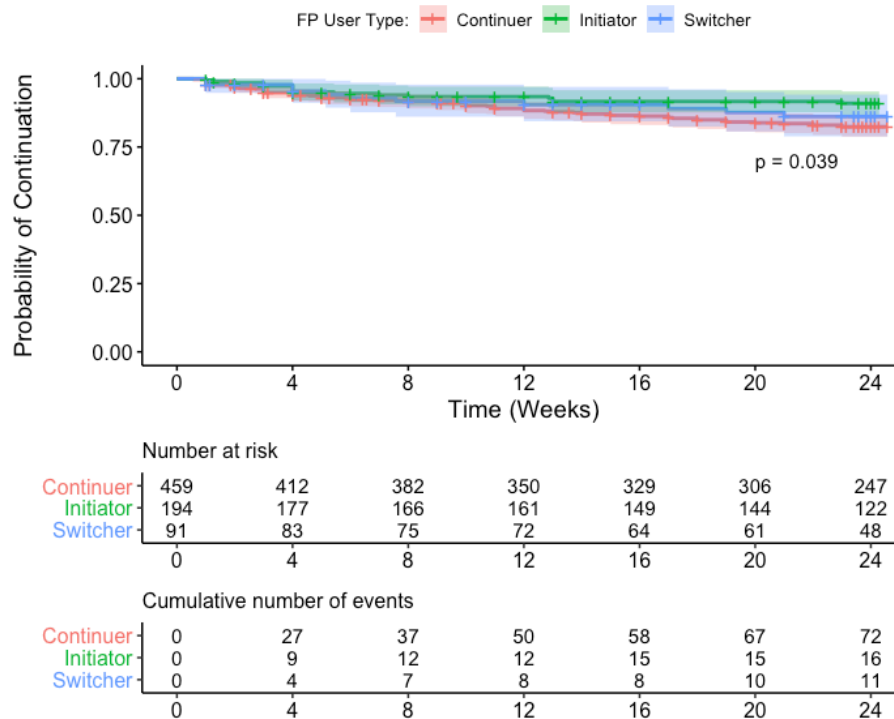 FP User Type: Continuer Initiator Switcher
1.00
0.75
p = 0.039
0.50
0.25
0.00
Probability of Continuation
0 4 8 12 16 20 24
Time (Weeks)
Number at risk
Continuer 459 412 382 350 329 306 247
Initiator 194 177 166 161 149 144 122
Switcher 91 83 75 72 64 61 48
0 4 8 12 16 20 24
Cumulative number of events
Continuer 0 27 37 50 58 67 72
Initiator 0 9 12 12 15 15 16
Switcher 0 4 7 8 8 10 11
0 4 8 12 16 20 24